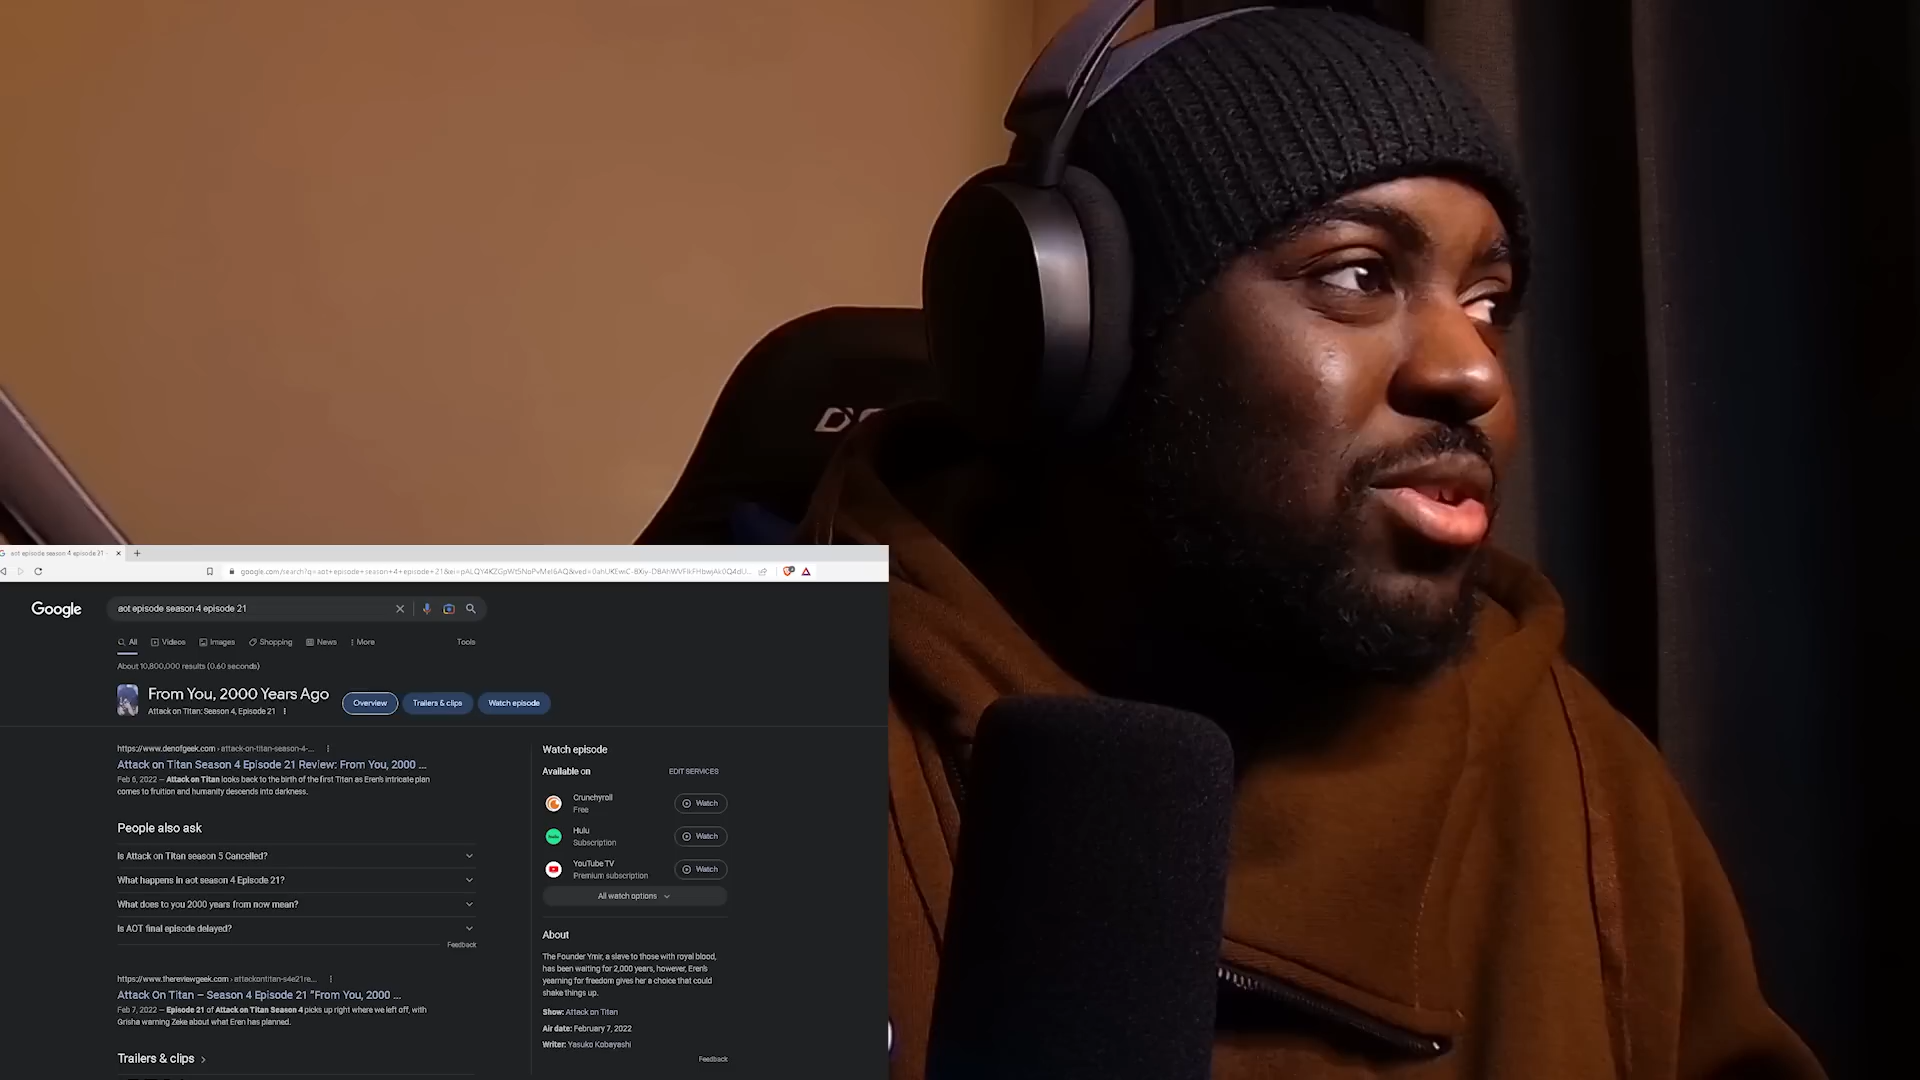 aot episode season 4 episode 21
Google
aot episode season 4 episode 21
All
Videos
Images
Shopping
News
More
Tools
About 10,800,000 results (0.60 seconds)
From You, 2000 Years Ago
Attack on Titan: Season 4, Episode 21
Overview
Trailers & clips
Watch episode
https://www.denofgeek.com › attack-on-titan-season-4-...
Attack on Titan Season 4 Episode 21 Review: From You, 2000 ...
Feb 6, 2022 — Attack on Titan looks back to the birth of the first Titan as Eren's intricate plan
comes to fruition and humanity descends into darkness.
People also ask
Is Attack on Titan season 5 Cancelled?
What happens in aot season 4 Episode 21?
What does to you 2000 years from now mean?
Is AOT final episode delayed?
Feedback
https://www.thereviewgeek.com › attackontitan-s4e21re...
Attack On Titan – Season 4 Episode 21 "From You, 2000 ...
Feb 7, 2022 — Episode 21 of Attack on Titan Season 4 picks up right where we left off, with
Grisha warning Zeke about what Eren has planned.
Trailers & clips
Watch episode
Available on
EDIT SERVICES
Crunchyroll
Free
Watch
Hulu
Subscription
Watch
YouTube TV
Premium subscription
Watch
All watch options
About
The Founder Ymir, a slave to those with royal blood,
has been waiting for 2,000 years, however, Eren's
yearning for freedom gives her a choice that could
shake things up.
Show: Attack on Titan
Air date: February 7, 2022
Writer: Yasuko Kobayashi
Feedback